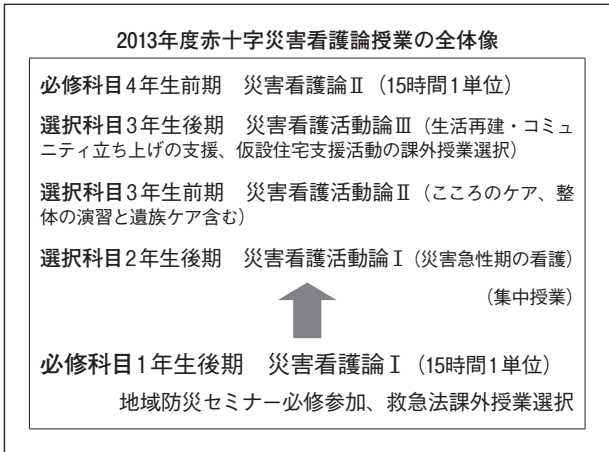 2013年度赤十字災害看護論授業の全体像
必修科目4年生前期　災害看護論Ⅱ（15時間1単位）
選択科目3年生後期　災害看護活動論Ⅲ（生活再建・コミュ
ニティ立ち上げの支援、仮設住宅支援活動の課外授業選択）
選択科目3年生前期　災害看護活動論Ⅱ（こころのケア、整
体の演習と遺族ケア含む）
選択科目2年生後期　災害看護活動論Ⅰ（災害急性期の看護）
（集中授業）
必修科目1年生後期　災害看護論Ⅰ（15時間1単位）
地域防災セミナー必修参加、救急法課外授業選択